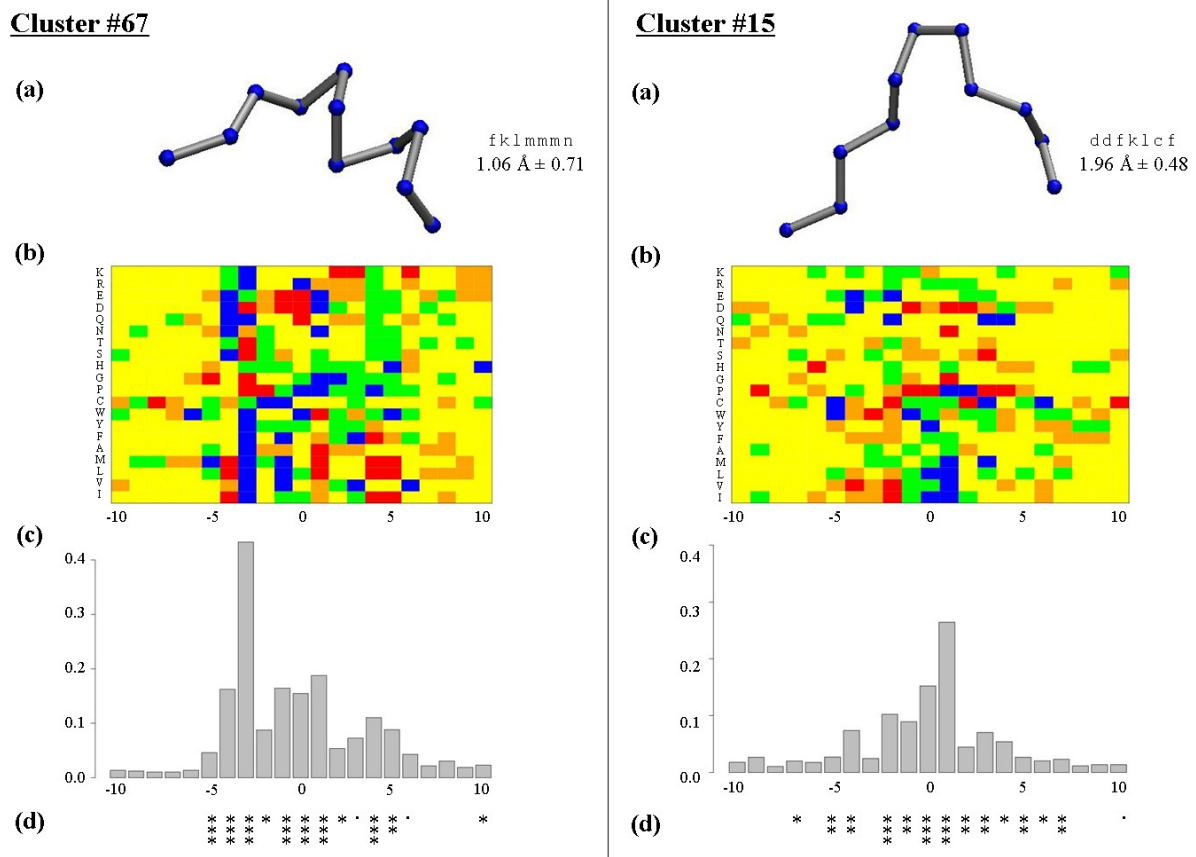 Cluster #67
(a)
fklmmmn
1.06 Å ± 0.71
(b)
K
R
E
D
Q
N
T
S
H
G
P
C
W
Y
F
A
M
L
V
I
-10 -5 0 5 10
(c)
0.4
0.3
0.2
0.1
0.0
-10 -5 0 5 10
(d)
Cluster #15
(a)
ddfklcf
1.96 Å ± 0.48
(b)
K
R
E
D
Q
N
T
S
H
G
P
C
W
Y
F
A
M
L
V
I
-10 -5 0 5 10
(c)
0.4
0.3
0.2
0.1
0.0
-10 -5 0 5 10
(d)